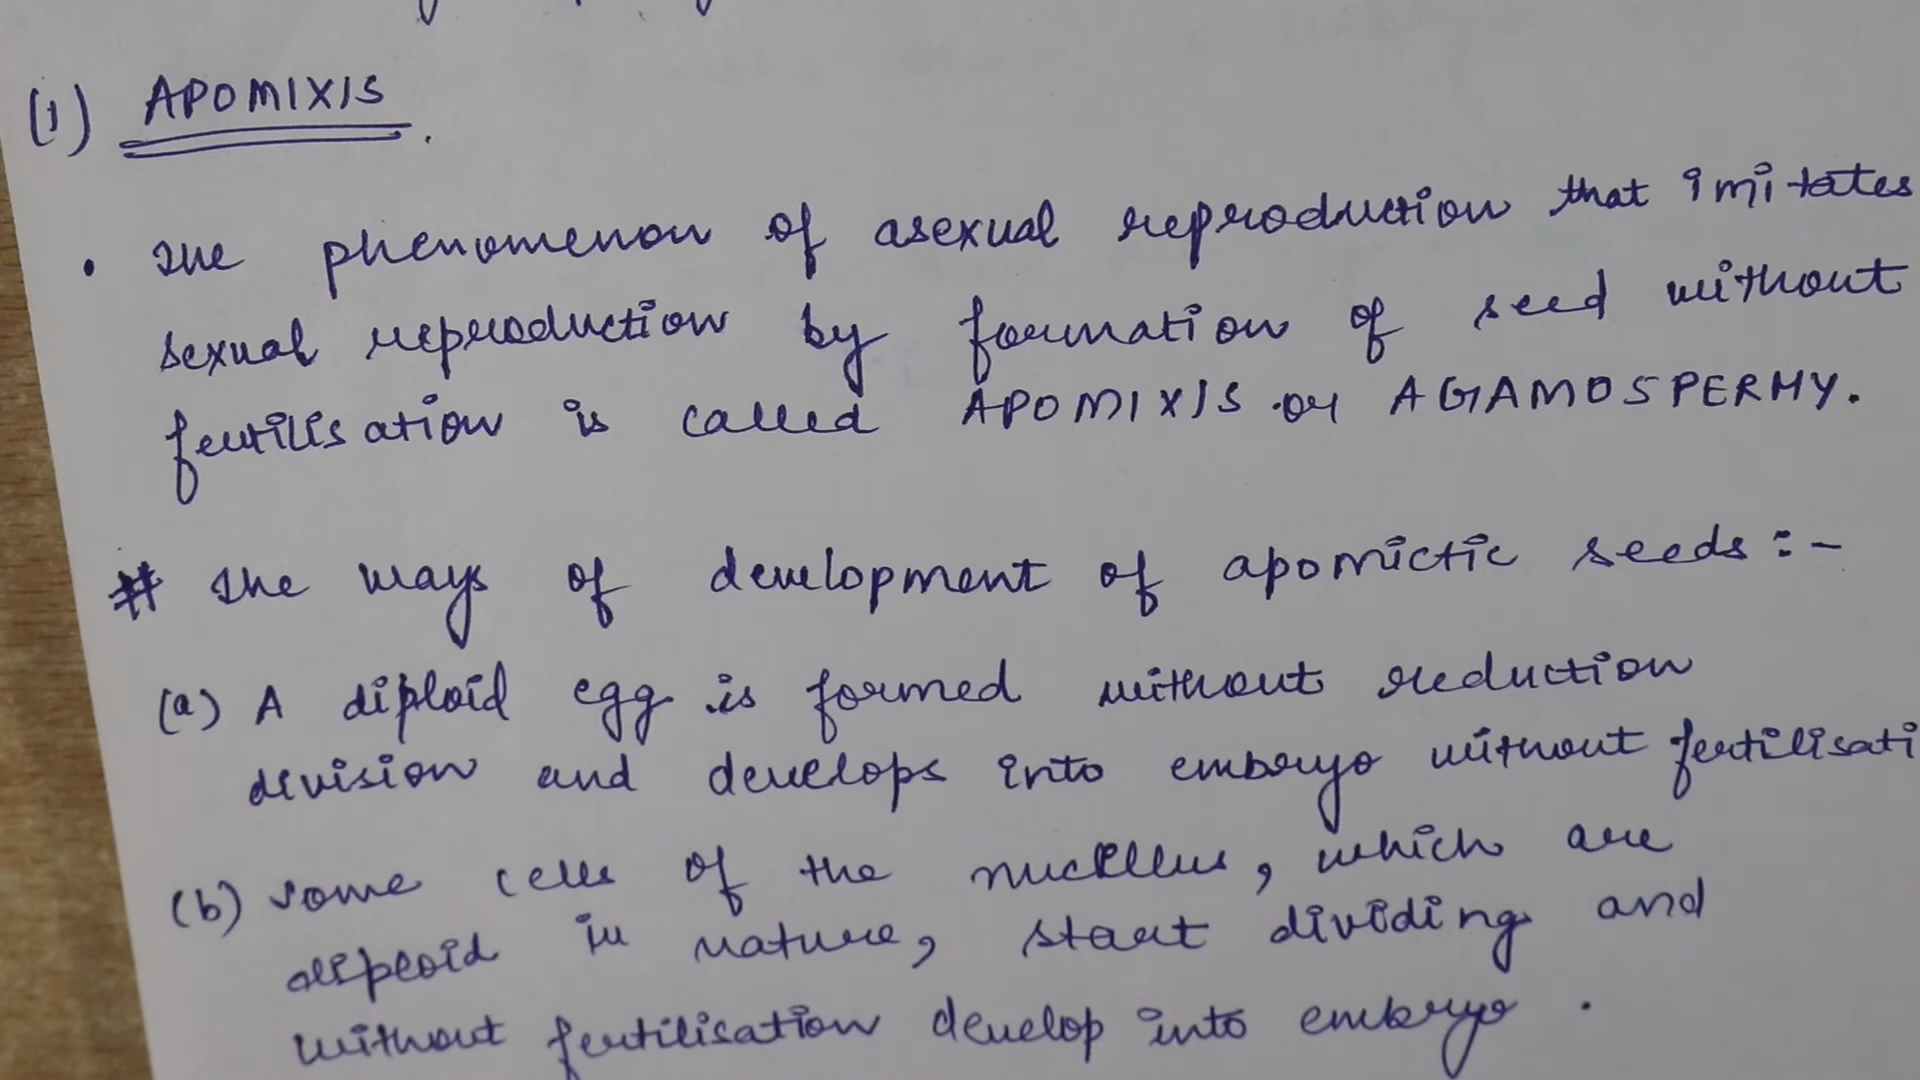 (1) APOMIXIS.
• The phenomenon of asexual reproduction that imitates
sexual reproduction by formation of seed without
fertilisation is called APOMIXIS or AGAMOSPERMY.
# The ways of development of apomictic seeds :-
(a) A diploid egg is formed without reduction
division and develops into embryo without fertilisati
(b) Some cells of the nucellus, which are
diploid in nature, start dividing and
without fertilisation develop into embryo.